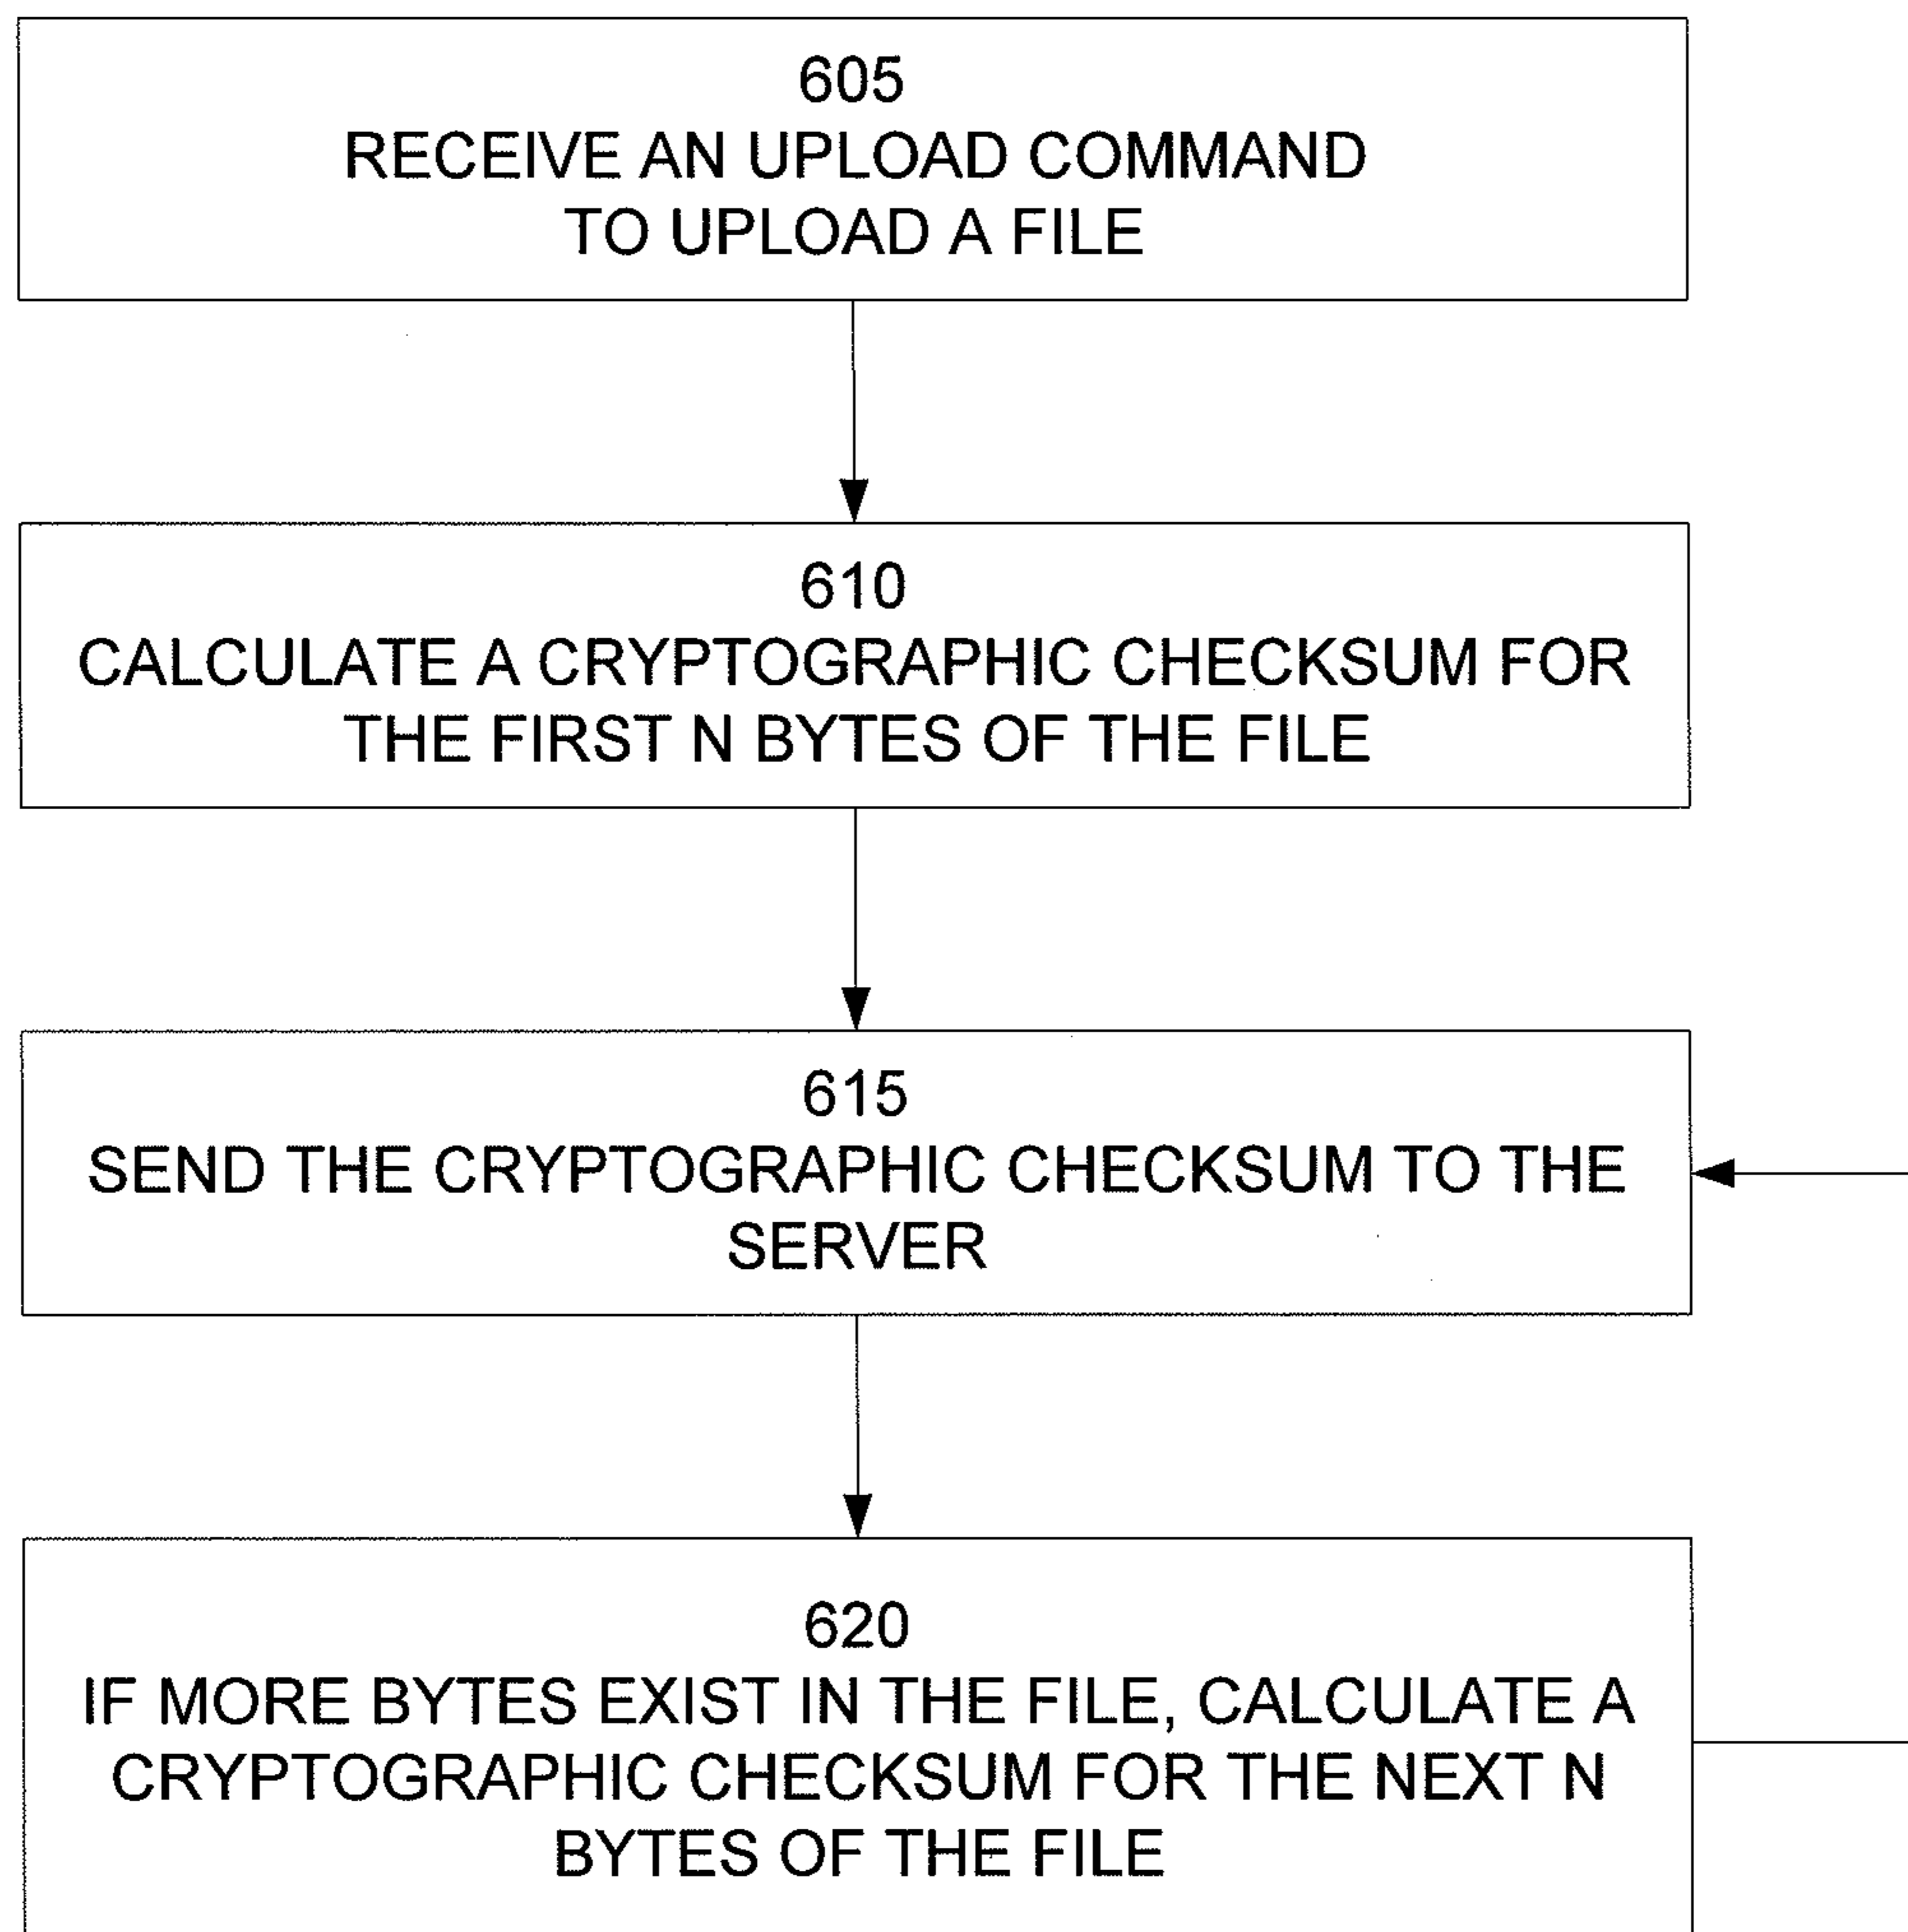 605
RECEIVE AN UPLOAD COMMAND
TO UPLOAD A FILE
610
CALCULATE A CRYPTOGRAPHIC CHECKSUM FOR
THE FIRST N BYTES OF THE FILE
615
SEND THE CRYPTOGRAPHIC CHECKSUM TO THE
SERVER
620
IF MORE BYTES EXIST IN THE FILE, CALCULATE A
CRYPTOGRAPHIC CHECKSUM FOR THE NEXT N
BYTES OF THE FILE